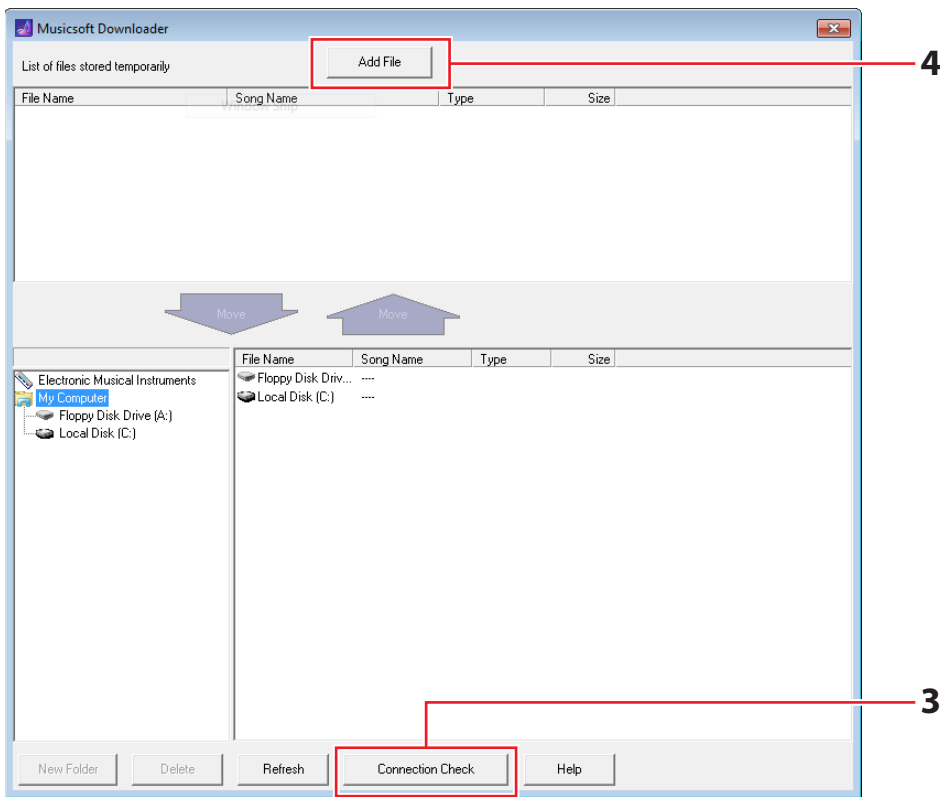 Musicsoft Downloader
List of files stored temporarily
Add File
4
File Name Song Name Type Size
Window Snip
Move Move
File Name Song Name Type Size
Electronic Musical Instruments
My Computer
Floppy Disk Drive (A:)
Local Disk (C:)
Floppy Disk Driv... ----
Local Disk (C:) ----
3
New Folder Delete Refresh Connection Check Help